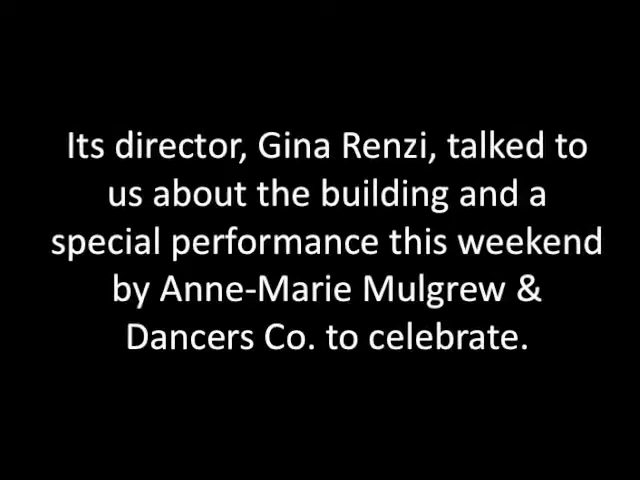 Its director, Gina Renzi, talked to
us about the building and a
special performance this weekend
by Anne-Marie Mulgrew &
Dancers Co. to celebrate.